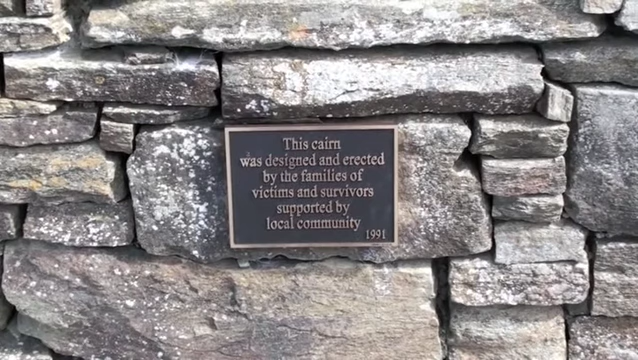 This cairn
was designed and erected
by the families of
victims and survivors
supported by
local community
1991